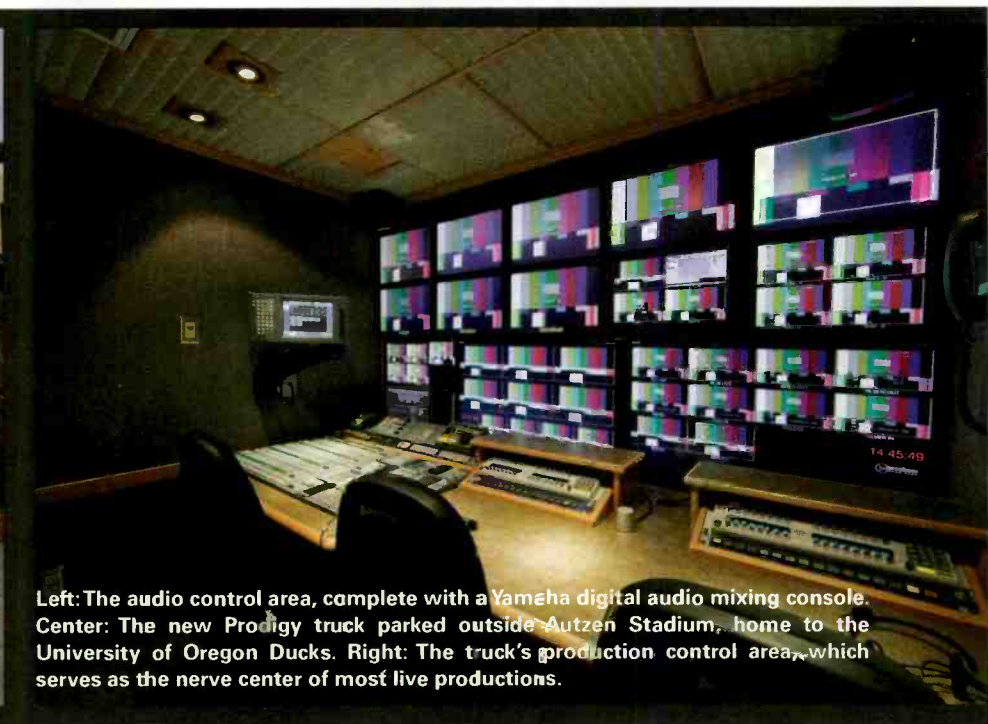 14 45:49
Left: The audio control area, complete with a Yamaha digital audio mixing console.
Center: The new Prodigy truck parked outside Autzen Stadium, home to the
University of Oregon Ducks. Right: The truck's production control area, which
serves as the nerve center of most live productions.